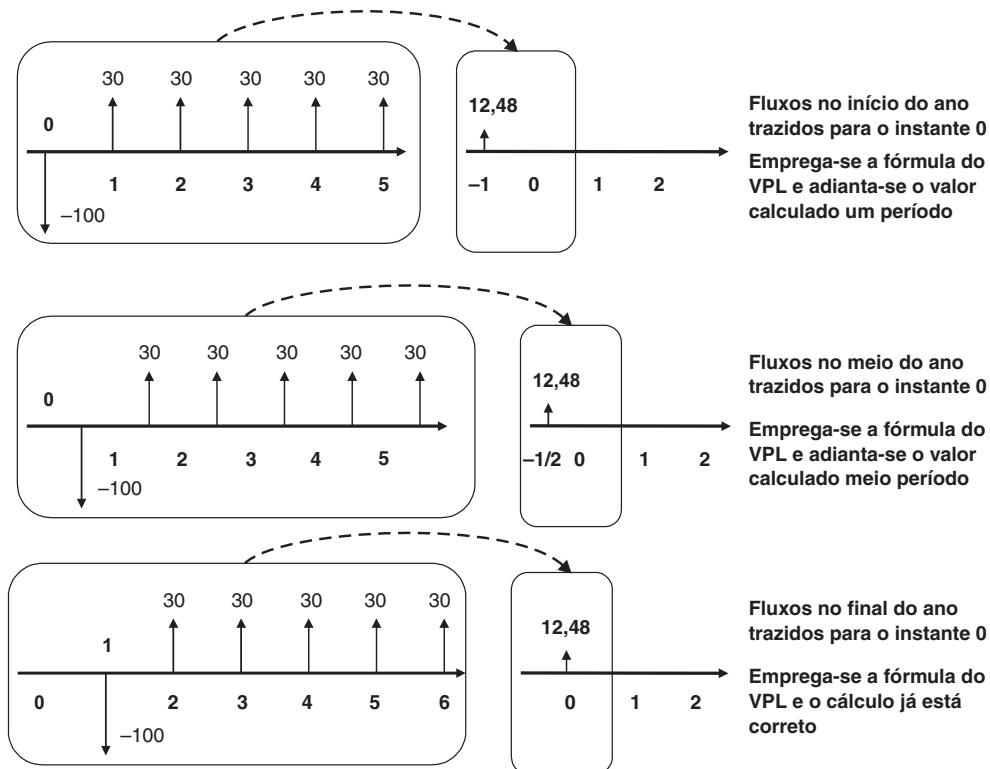 30 30 30 30 30
0
1 2 3 4 5
–100
12,48
–1 0 1 2
Fluxos no início do ano
trazidos para o instante 0
Emprega-se a fórmula do
VPL e adianta-se o valor
calculado um período
30 30 30 30 30
0
1 2 3 4 5
–100
12,48
–1/2 0 1 2
Fluxos no meio do ano
trazidos para o instante 0
Emprega-se a fórmula do
VPL e adianta-se o valor
calculado meio período
30 30 30 30 30
1
0 2 3 4 5 6
–100
12,48
0 1 2
Fluxos no final do ano
trazidos para o instante 0
Emprega-se a fórmula do
VPL e o cálculo já está
correto